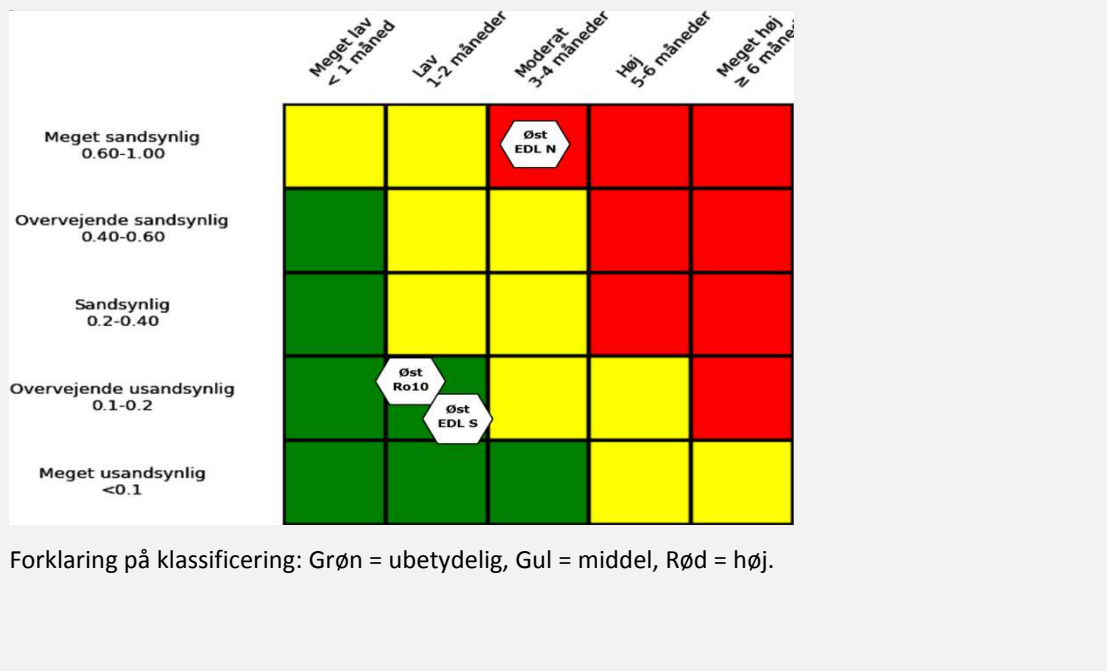 Meget lav
< 1 måned
Lav
1-2 måneder
Moderat
3-4 måneder
Høj
5-6 måneder
Meget høj
≥ 6 måne
Meget sandsynlig
0.60-1.00
Øst
EDL N
Overvejende sandsynlig
0.40-0.60
Sandsynlig
0.2-0.40
Overvejende usandsynlig
0.1-0.2
Øst
Ro10
Øst
EDL S
Meget usandsynlig
<0.1
Forklaring på klassificering: Grøn = ubetydelig, Gul = middel, Rød = høj.